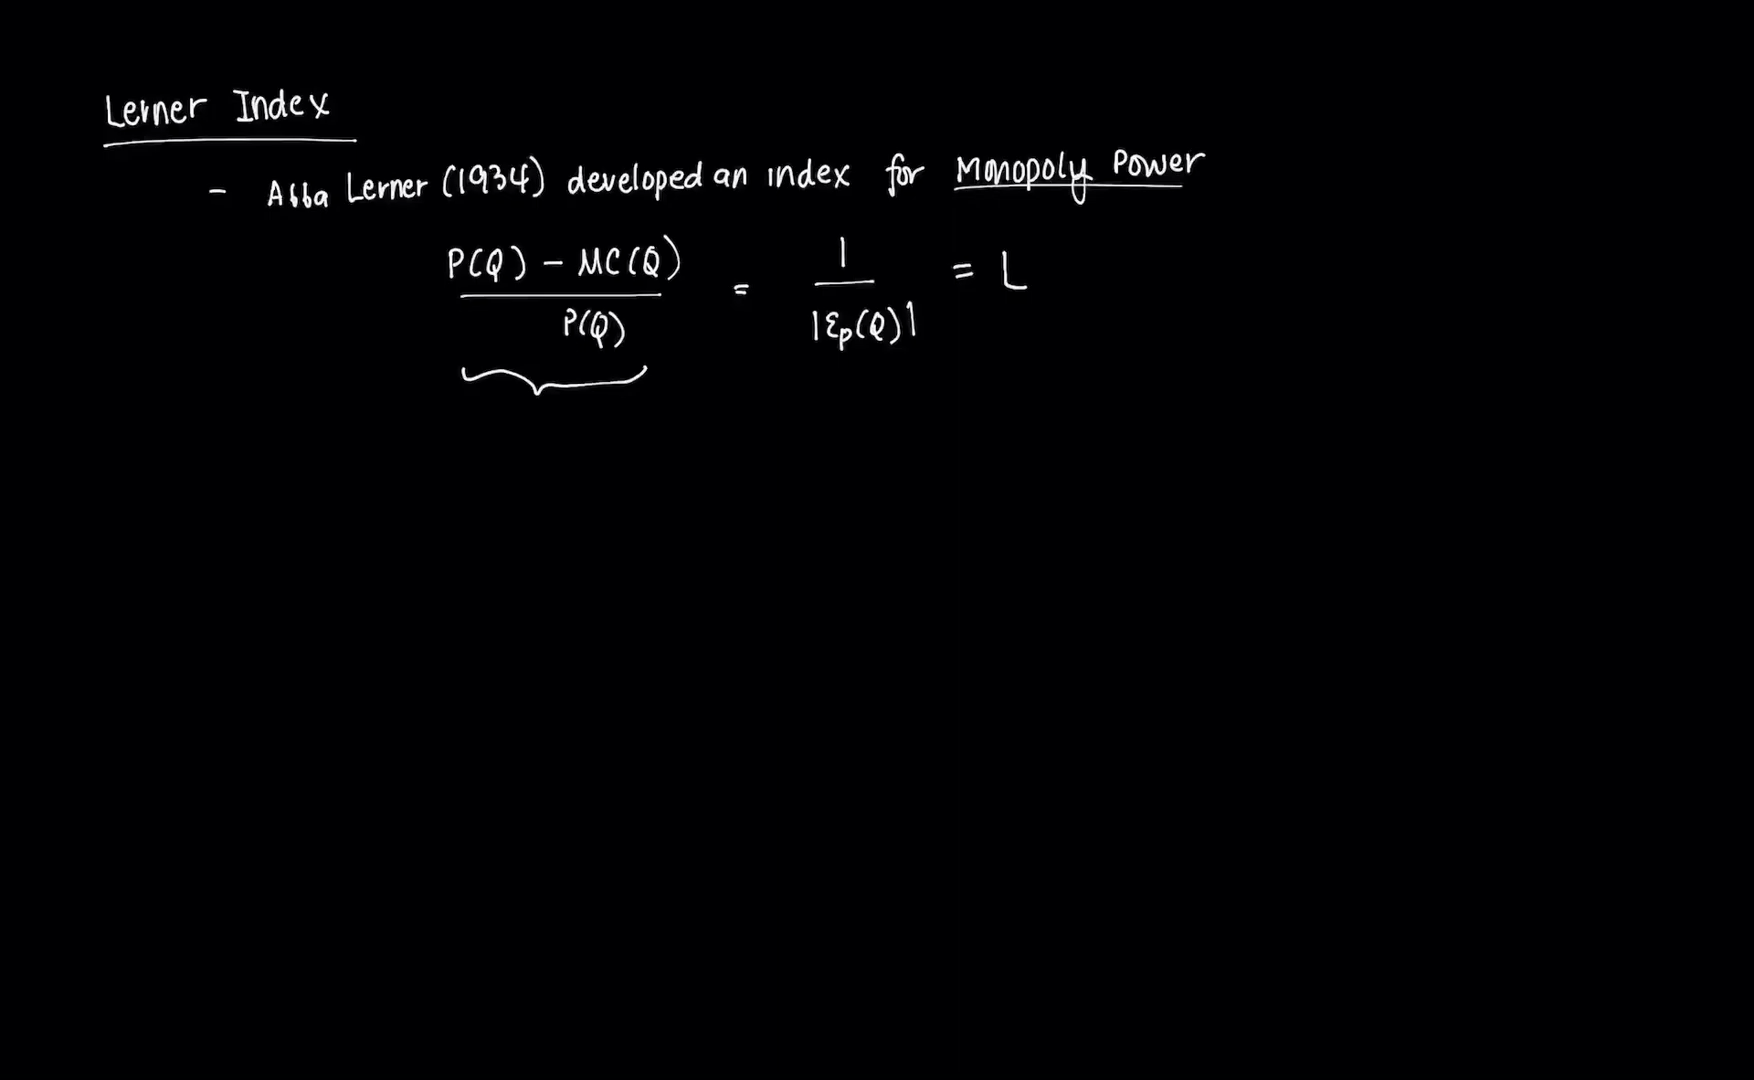 Lerner Index
- Abba Lerner (1934) developed an index for Monopoly Power
P(Q) - MC(Q) / P(Q) = 1 / |εp(Q)| = L